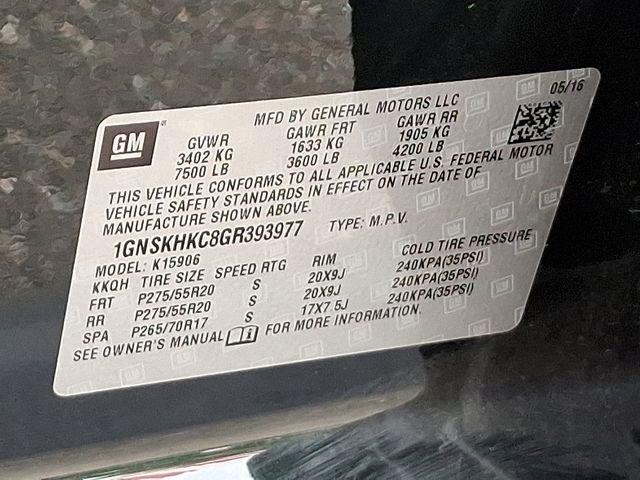 GM
MFD BY GENERAL MOTORS LLC
05/16
GVWR GAWR FRT GAWR RR
3402 KG 1633 KG 1905 KG
7500 LB 3600 LB 4200 LB
THIS VEHICLE CONFORMS TO ALL APPLICABLE U.S. FEDERAL MOTOR
VEHICLE SAFETY STANDARDS IN EFFECT ON THE DATE OF
MANUFACTURE SHOWN ABOVE.
1GNSKHKC8GR393977 TYPE: M.P.V.
MODEL: K15906
KKQH TIRE SIZE SPEED RTG RIM COLD TIRE PRESSURE
FRT P275/55R20 S 20X9J 240KPA(35PSI)
RR P275/55R20 S 20X9J 240KPA(35PSI)
SPA P265/70R17 S 17X7.5J 240KPA(35PSI)
SEE OWNER'S MANUAL i FOR MORE INFORMATION.